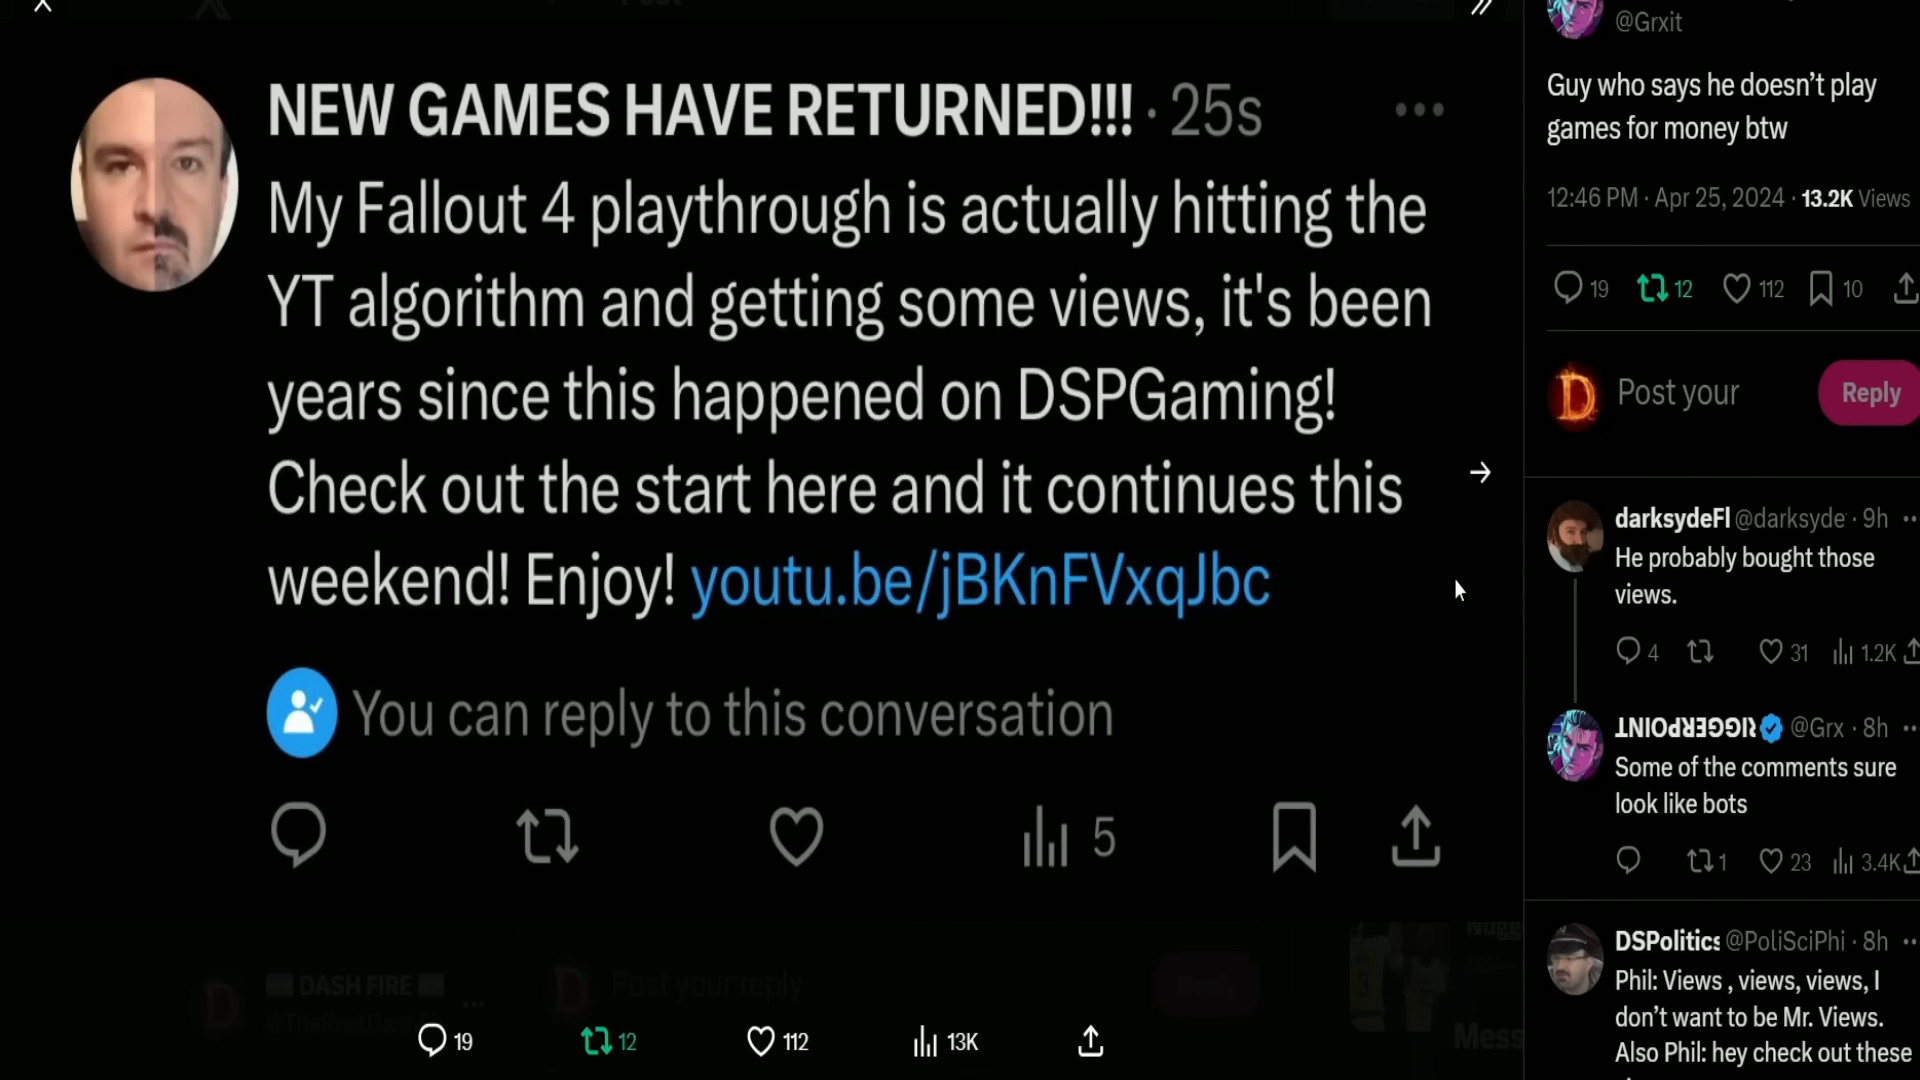 NEW GAMES HAVE RETURNED!!! · 25s
My Fallout 4 playthrough is actually hitting the
YT algorithm and getting some views, it's been
years since this happened on DSPGaming!
Check out the start here and it continues this
weekend! Enjoy! youtu.be/jBKnFVxqJbc
You can reply to this conversation
5
DASH FIRE
Post your reply
Reply
19
12
112
13K
@Grxit
Guy who says he doesn’t play
games for money btw
12:46 PM · Apr 25, 2024 · 13.2K Views
19
12
112
10
D
Post your
Reply
darksydeFl @darksyde · 9h
He probably bought those
views.
4
31
1.2K
@Grx · 8h
Some of the comments sure
look like bots
1
23
3.4K
DSPolitics @PoliSciPhi · 8h
Phil: Views , views, views, I
don’t want to be Mr. Views.
Also Phil: hey check out these